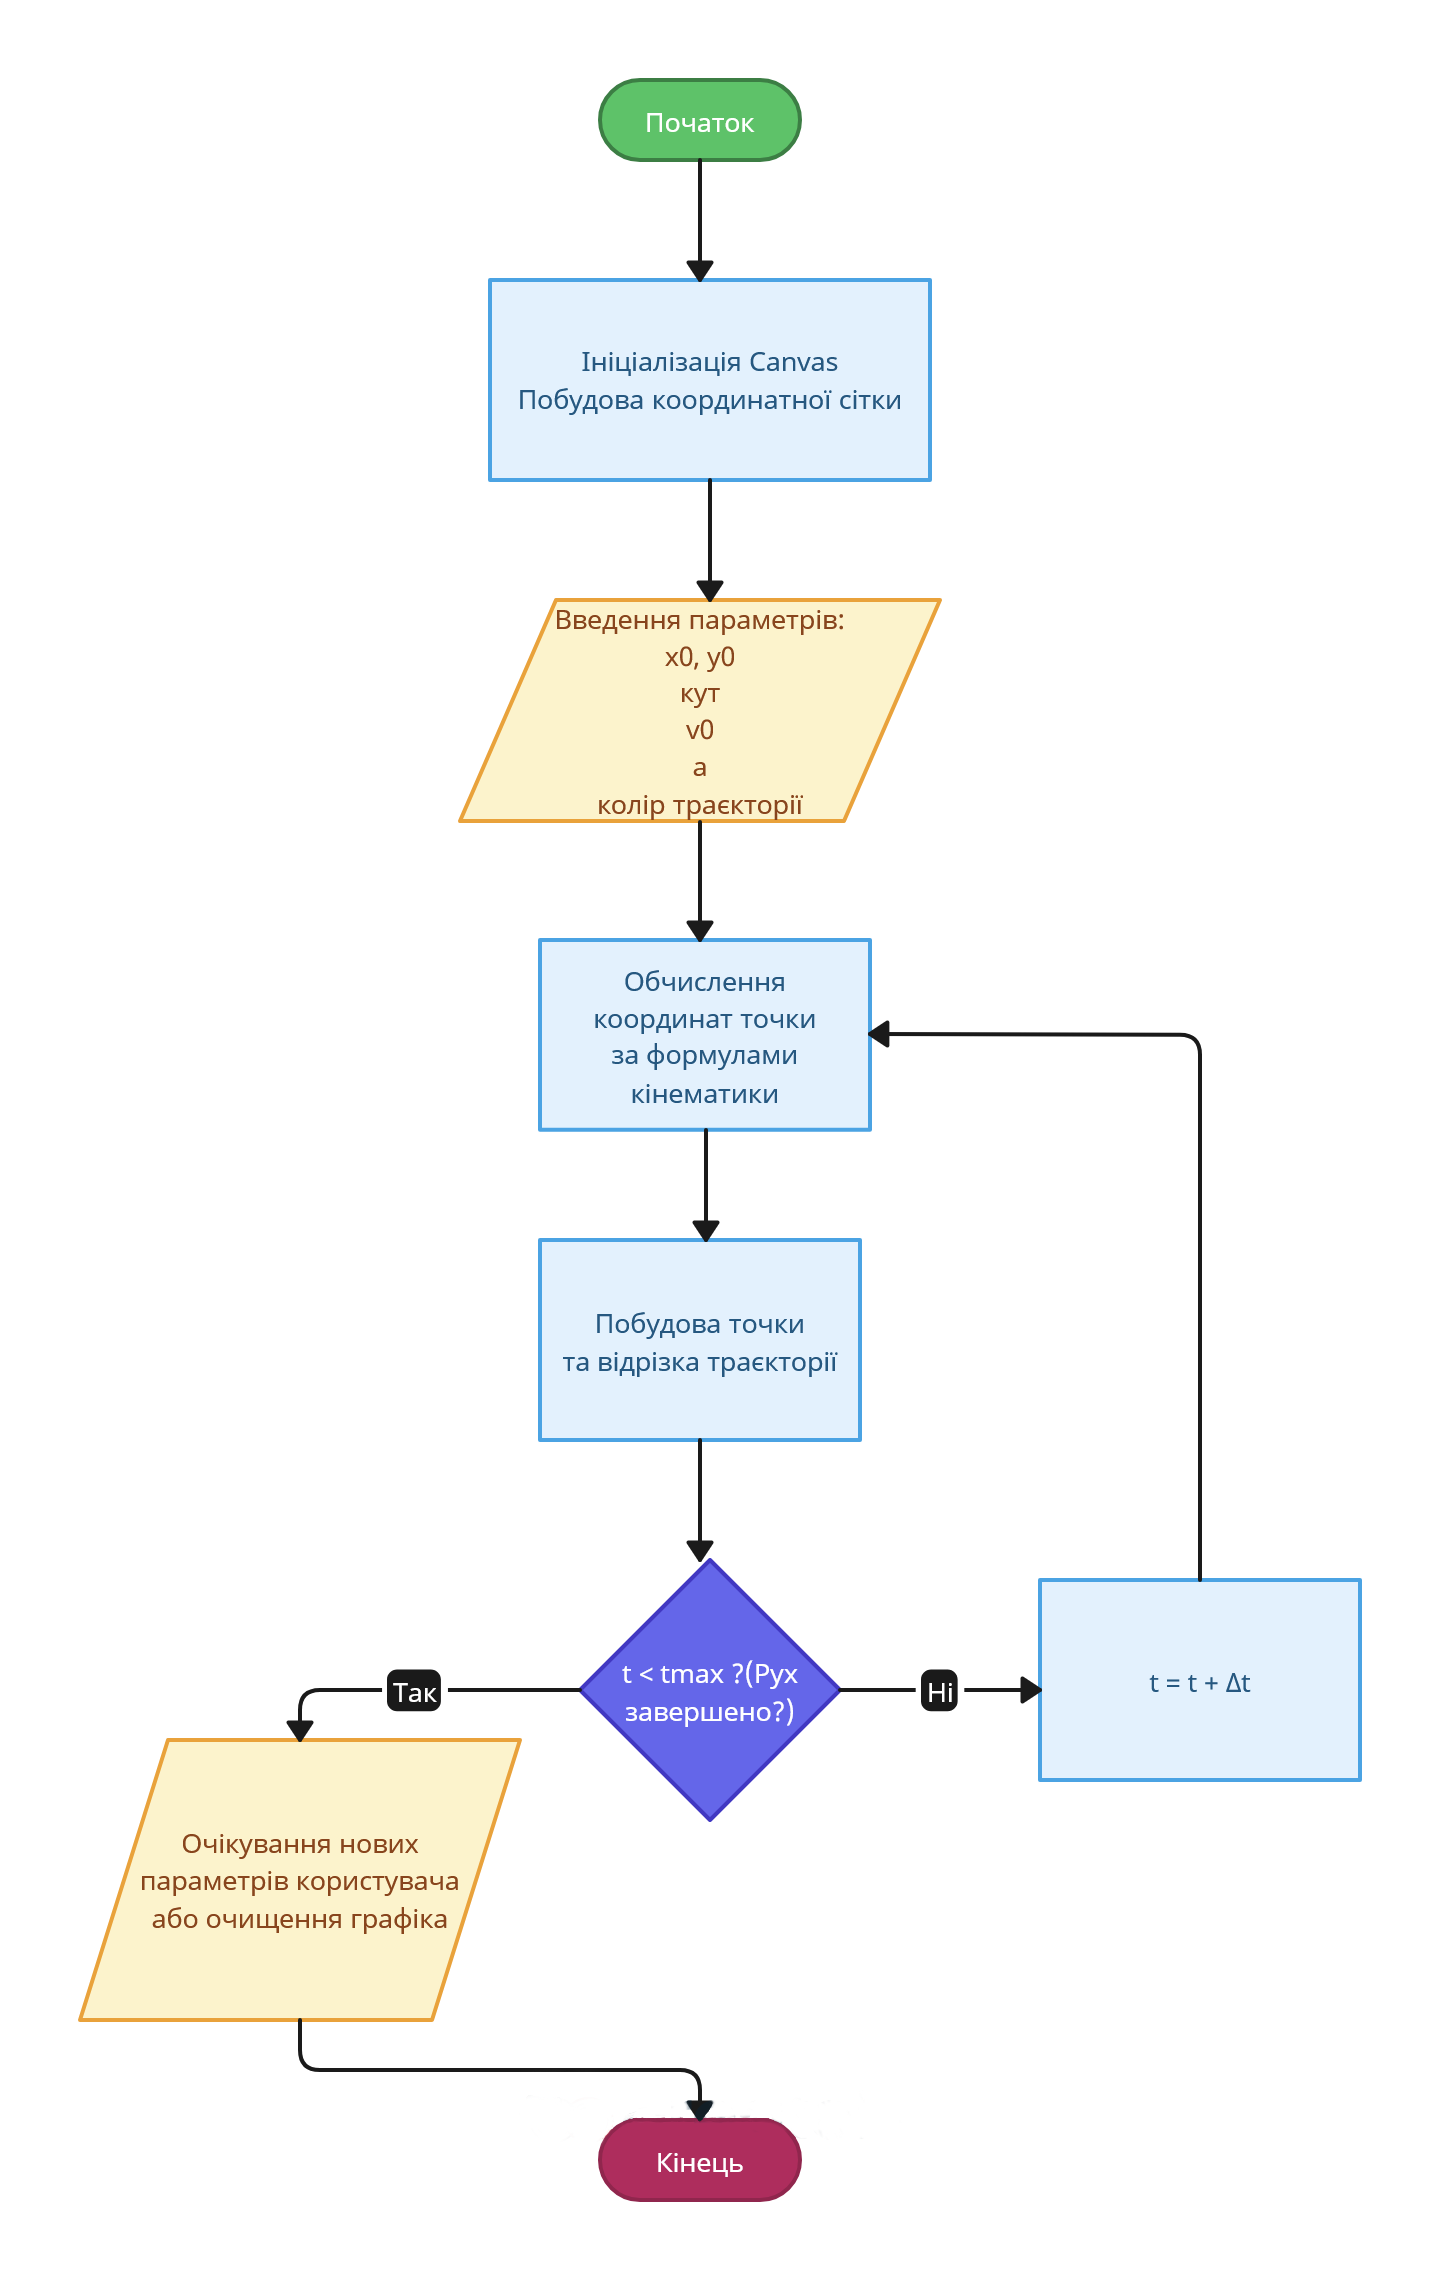 Початок
Ініціалізація Canvas
Побудова координатної сітки
Введення параметрів:
x0, y0
кут
v0
a
колір траєкторії
Обчислення
координат точки
за формулами
кінематики
Побудова точки
та відрізка траєкторії
t < tmax ?(Рух
завершено?)
Так
Ні
t = t + Δt
Очікування нових
параметрів користувача
або очищення графіка
Кінець